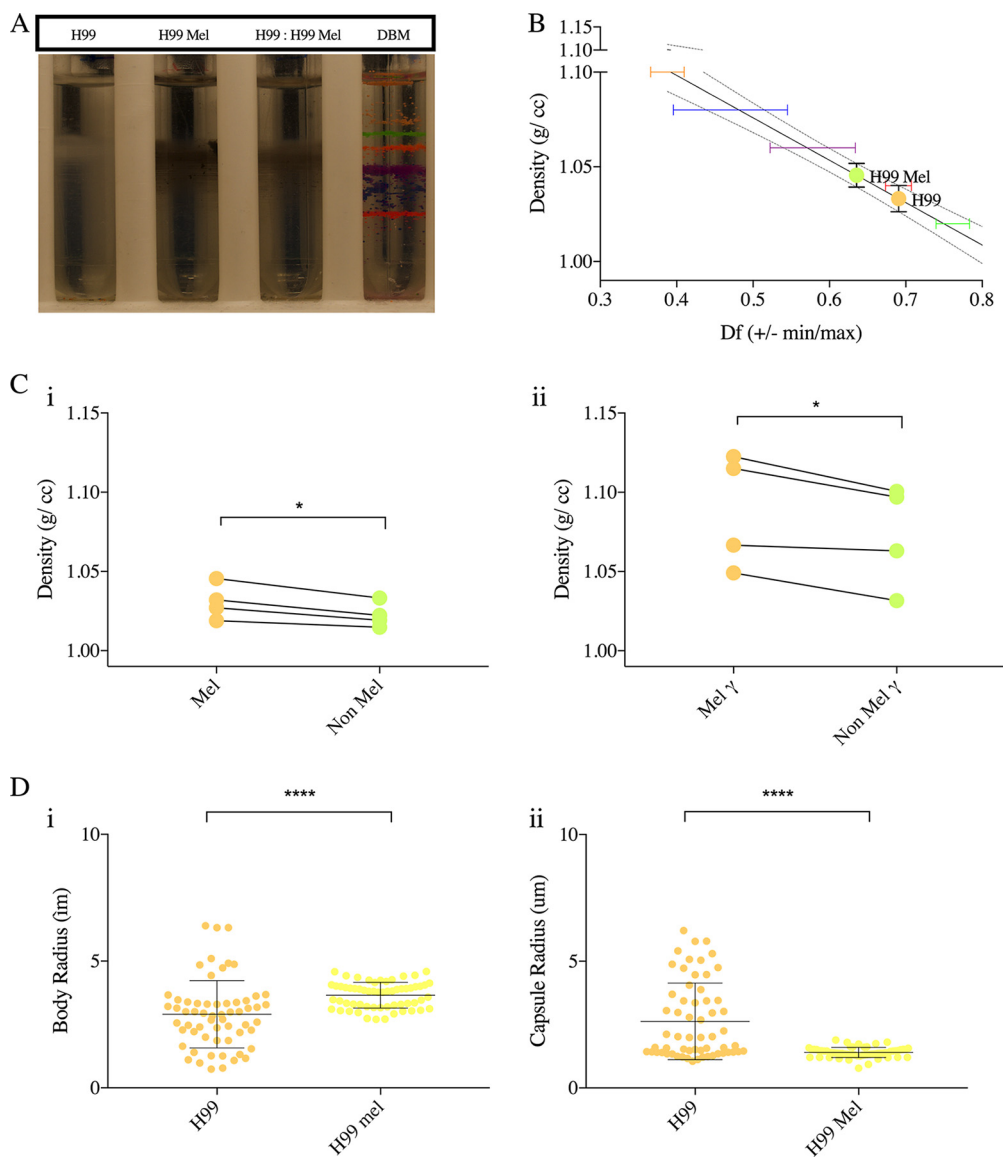 A
H99 H99 Mel H99 : H99 Mel DBM
B
1.15
1.10
1.10
1.05
1.00
Density (g/ cc)
H99 Mel
H99
0.3 0.4 0.5 0.6 0.7 0.8
Df (+/- min/max)
C
i
1.15
1.10
1.05
1.00
Density (g/ cc)
*
Mel Non Mel
ii
1.15
1.10
1.05
1.00
Density (g/ cc)
*
Mel γ Non Mel γ
D
i
****
10
5
0
Body Radius (im)
H99 H99 mel
ii
****
10
5
0
Capsule Radius (um)
H99 H99 Mel